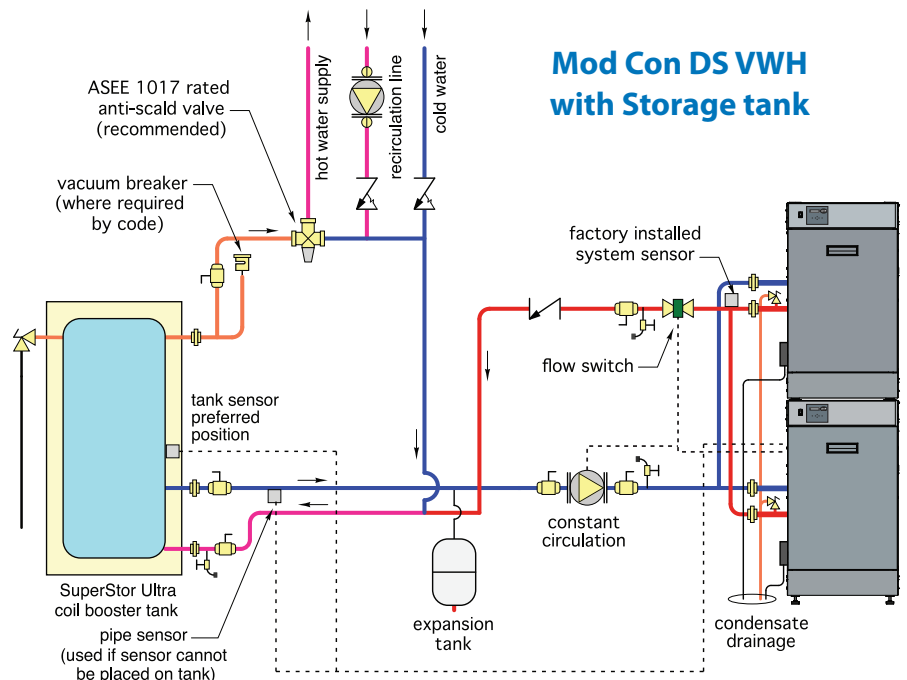 Mod Con DS VWH
with Storage tank
ASEE 1017 rated
anti-scald valve
(recommended)
hot water supply
recirculation line
cold water
vacuum breaker
(where required
by code)
factory installed
system sensor
flow switch
tank sensor
preferred
position
constant
circulation
SuperStor Ultra
coil booster tank
pipe sensor
(used if sensor cannot
be placed on tank)
expansion
tank
condensate
drainage